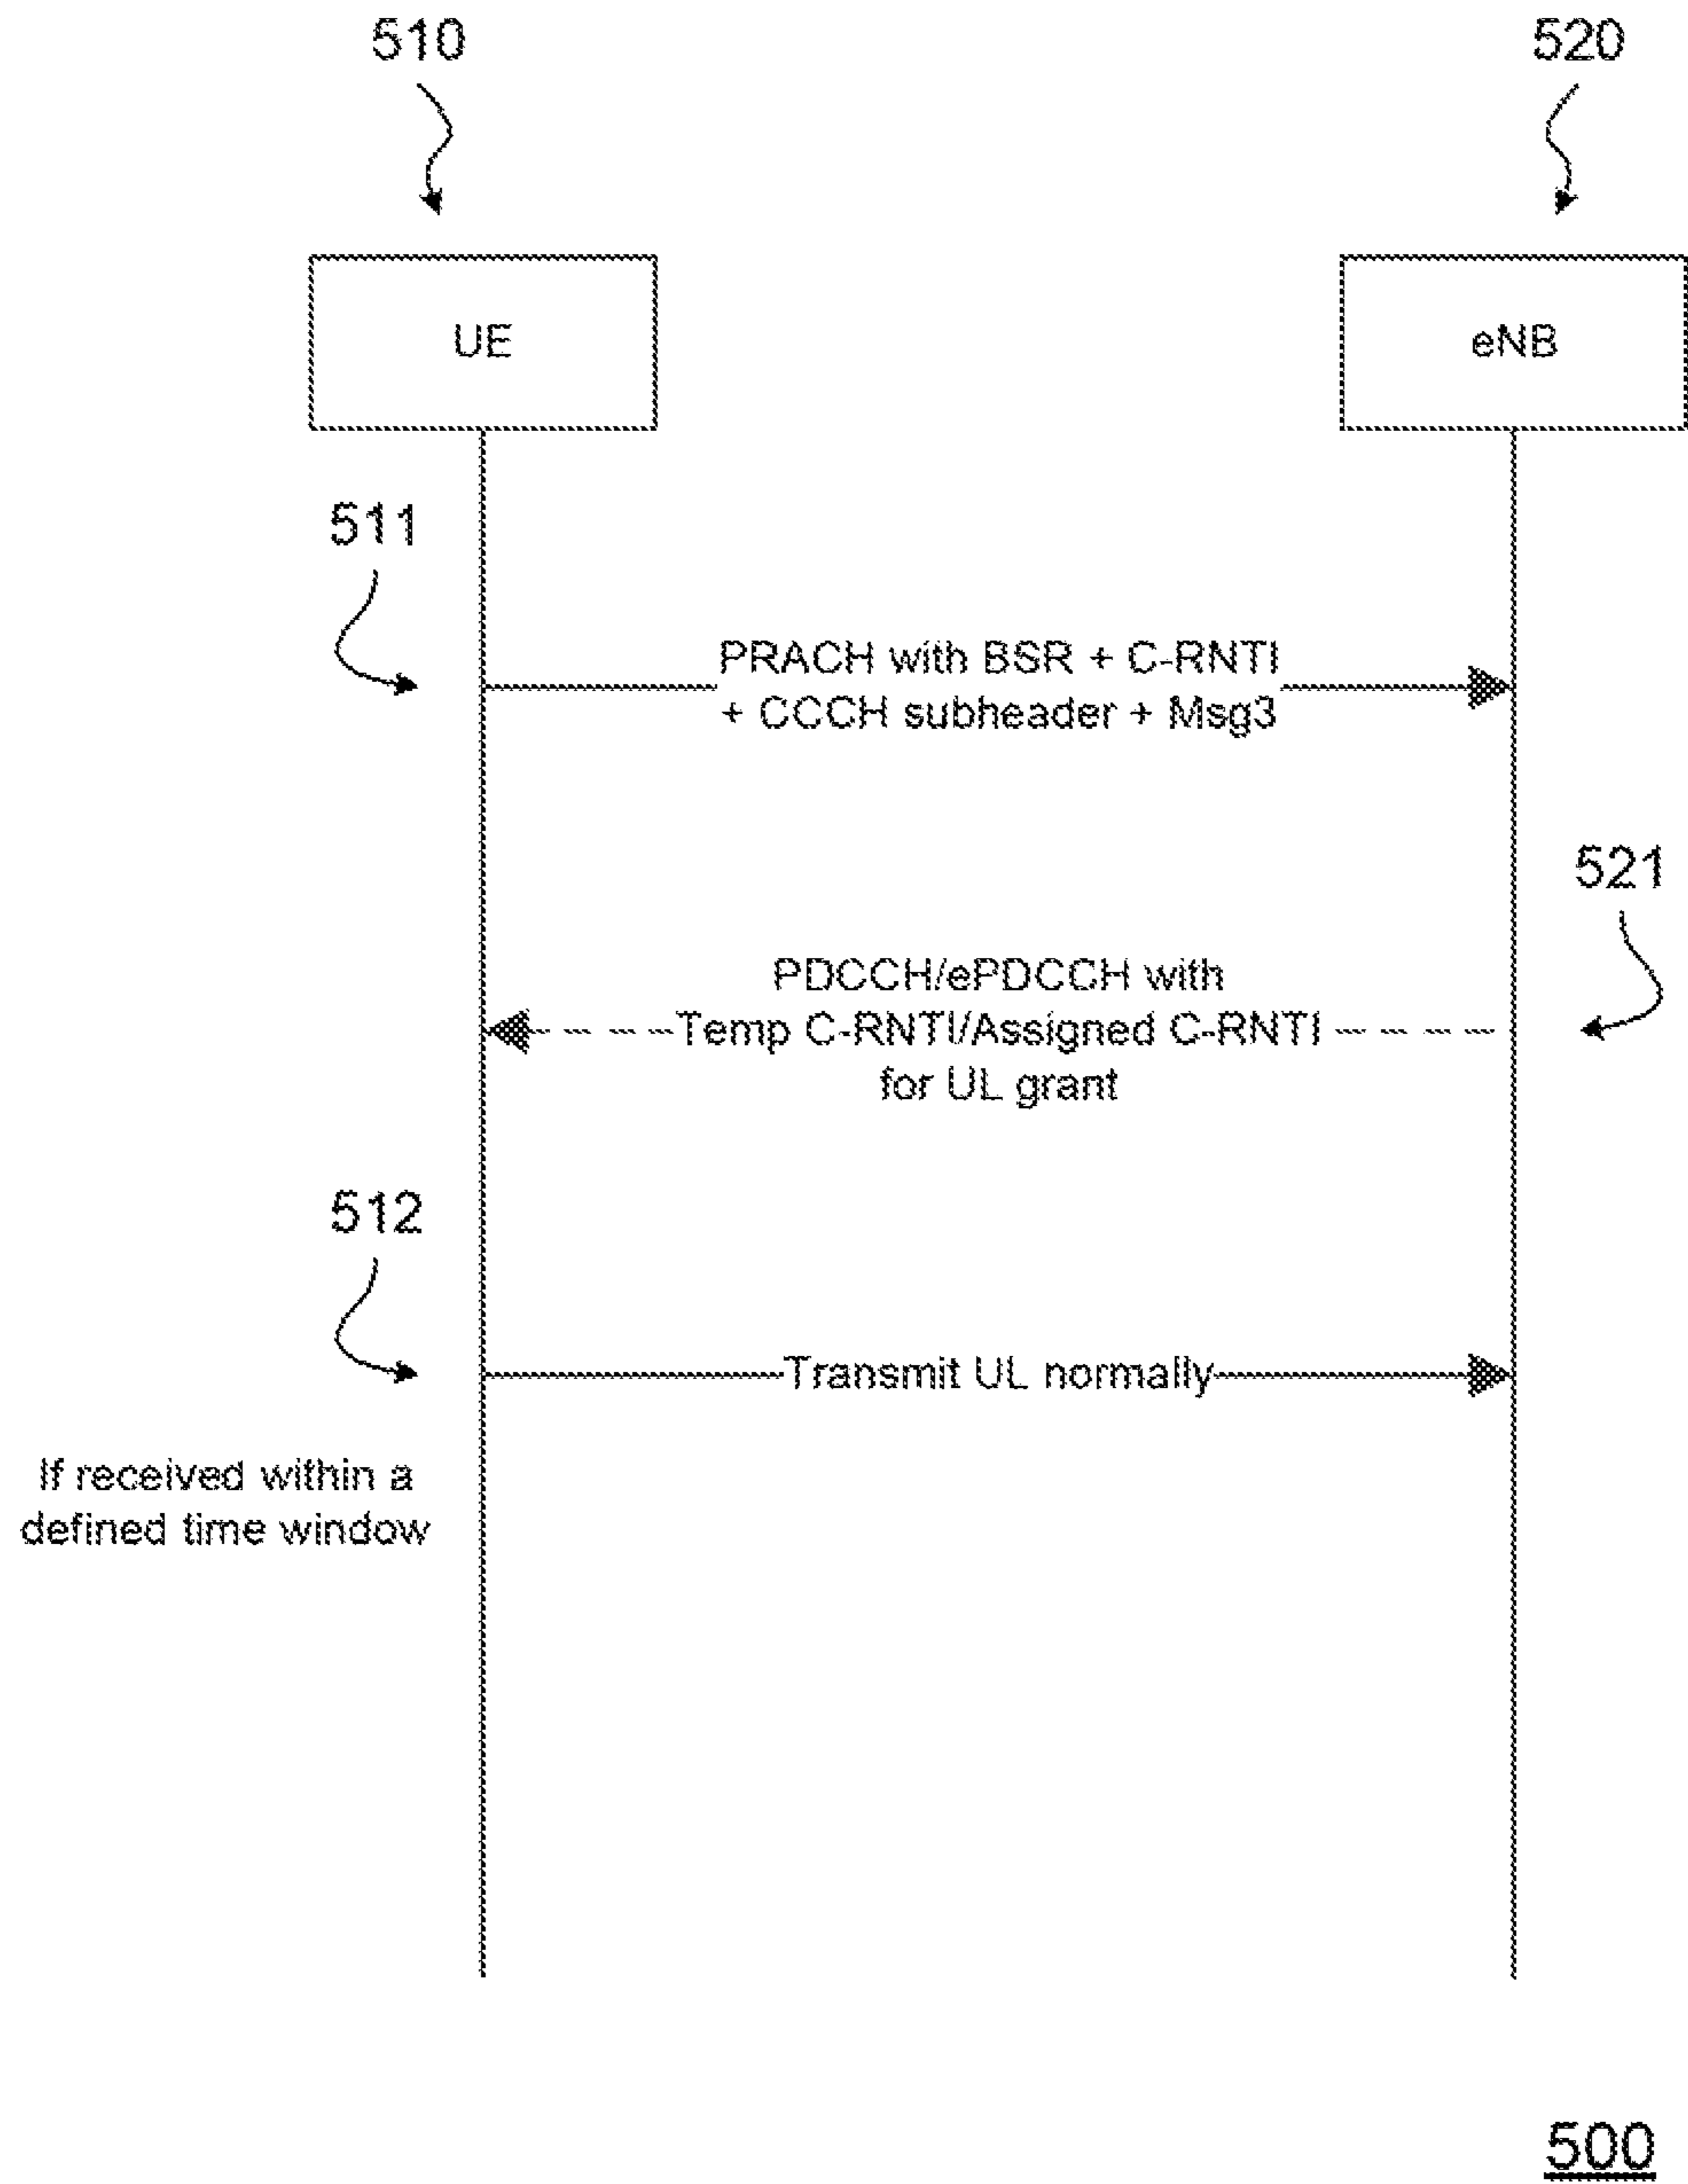 510
520
UE
eNB
511
PRACH with BSR + C-RNTI
+ CCCH subheader + Msg3
521
PDCCH/ePDCCH with
Temp C-RNTI/Assigned C-RNTI
for UL grant
512
Transmit UL normally
If received within a
defined time window
500